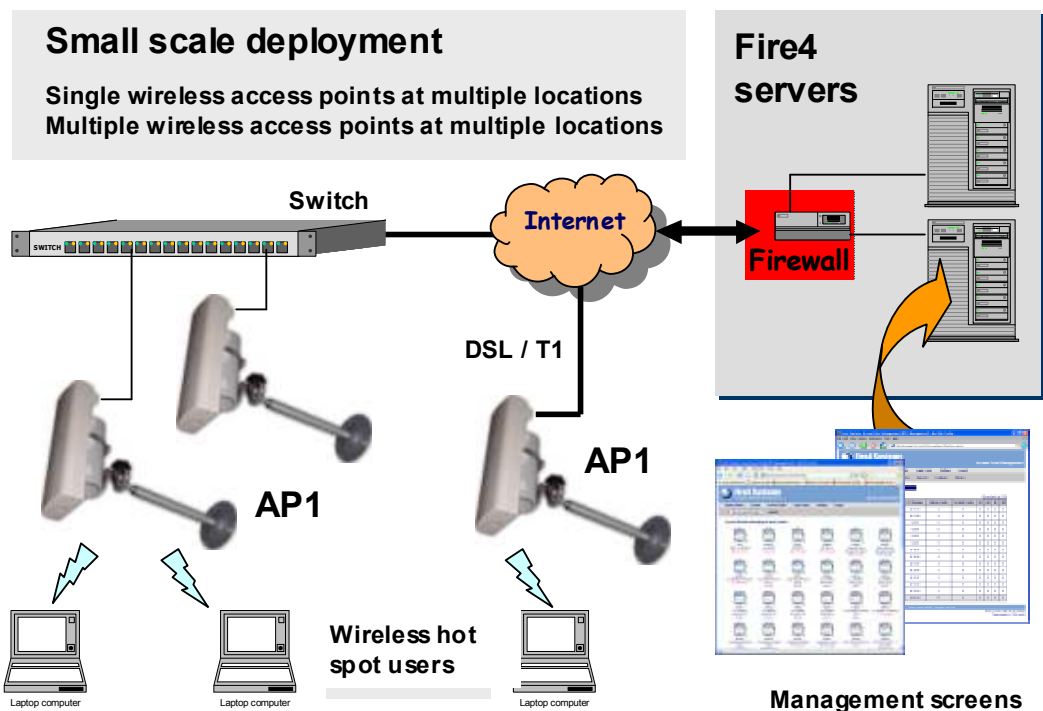 Small scale deployment
Single wireless access points at multiple locations
Multiple wireless access points at multiple locations
Fire4
servers
Switch
SWITCH
Internet
Firewall
DSL / T1
AP1
AP1
Wireless hot
spot users
Laptop computer
Laptop computer
Laptop computer
Management screens